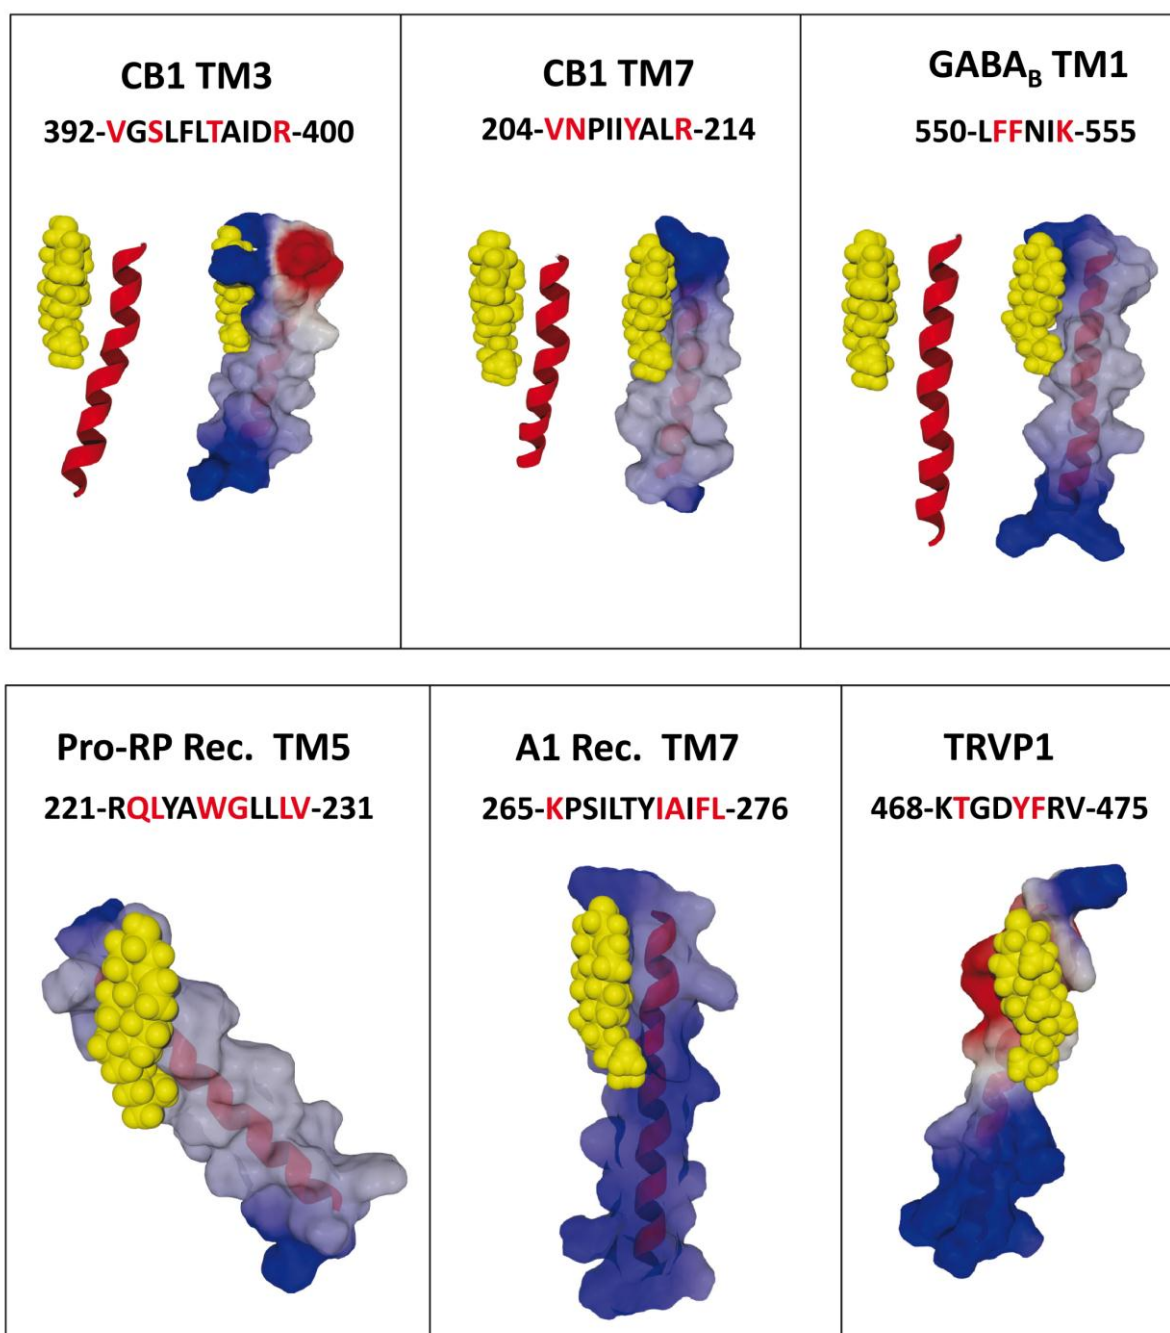 CB1 TM3
392-VGSLFLTAIDR-400
CB1 TM7
204-VNPIIYALR-214
GABAB TM1
550-LFFNIK-555
Pro-RP Rec. TM5
221-RQLYAWGLLLV-231
A1 Rec. TM7
265-KPSILTYIAIFL-276
TRVP1
468-KTGDYFRV-475